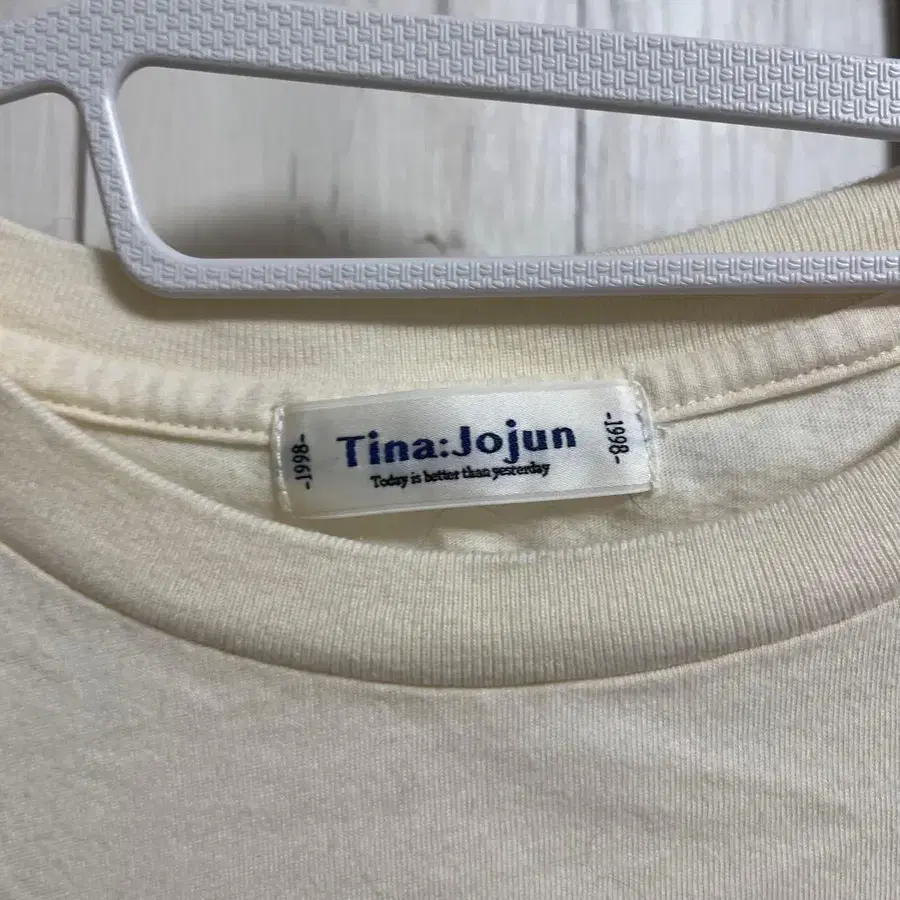 -1998-
Tina:Jojun
Today is better than yesterday
-1998-